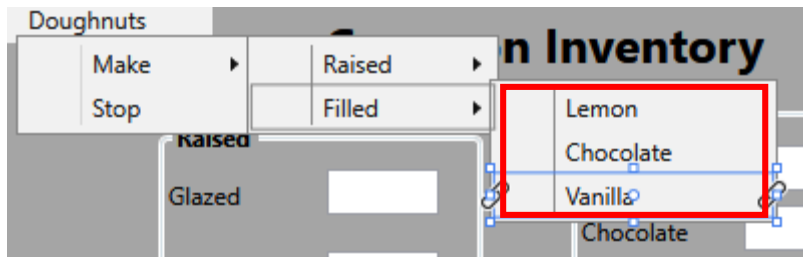 Doughnuts
n Inventory
Make
Raised
Stop
Filled
Lemon
Chocolate
Vanilla
Raised
Glazed
Chocolate